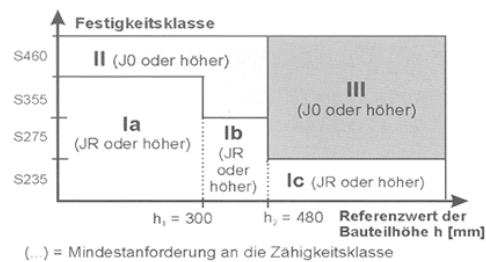 Festigkeitsklasse
S460
II (J0 oder höher)
III
(J0 oder höher)
S355
Ia
(JR oder höher)
S275
Ib
(JR
oder
höher)
S235
Ic (JR oder höher)
h₁ = 300
h₂ = 480
Referenzwert der
Bauteilhöhe h [mm]
(...) = Mindestanforderung an die Zähigkeitsklasse